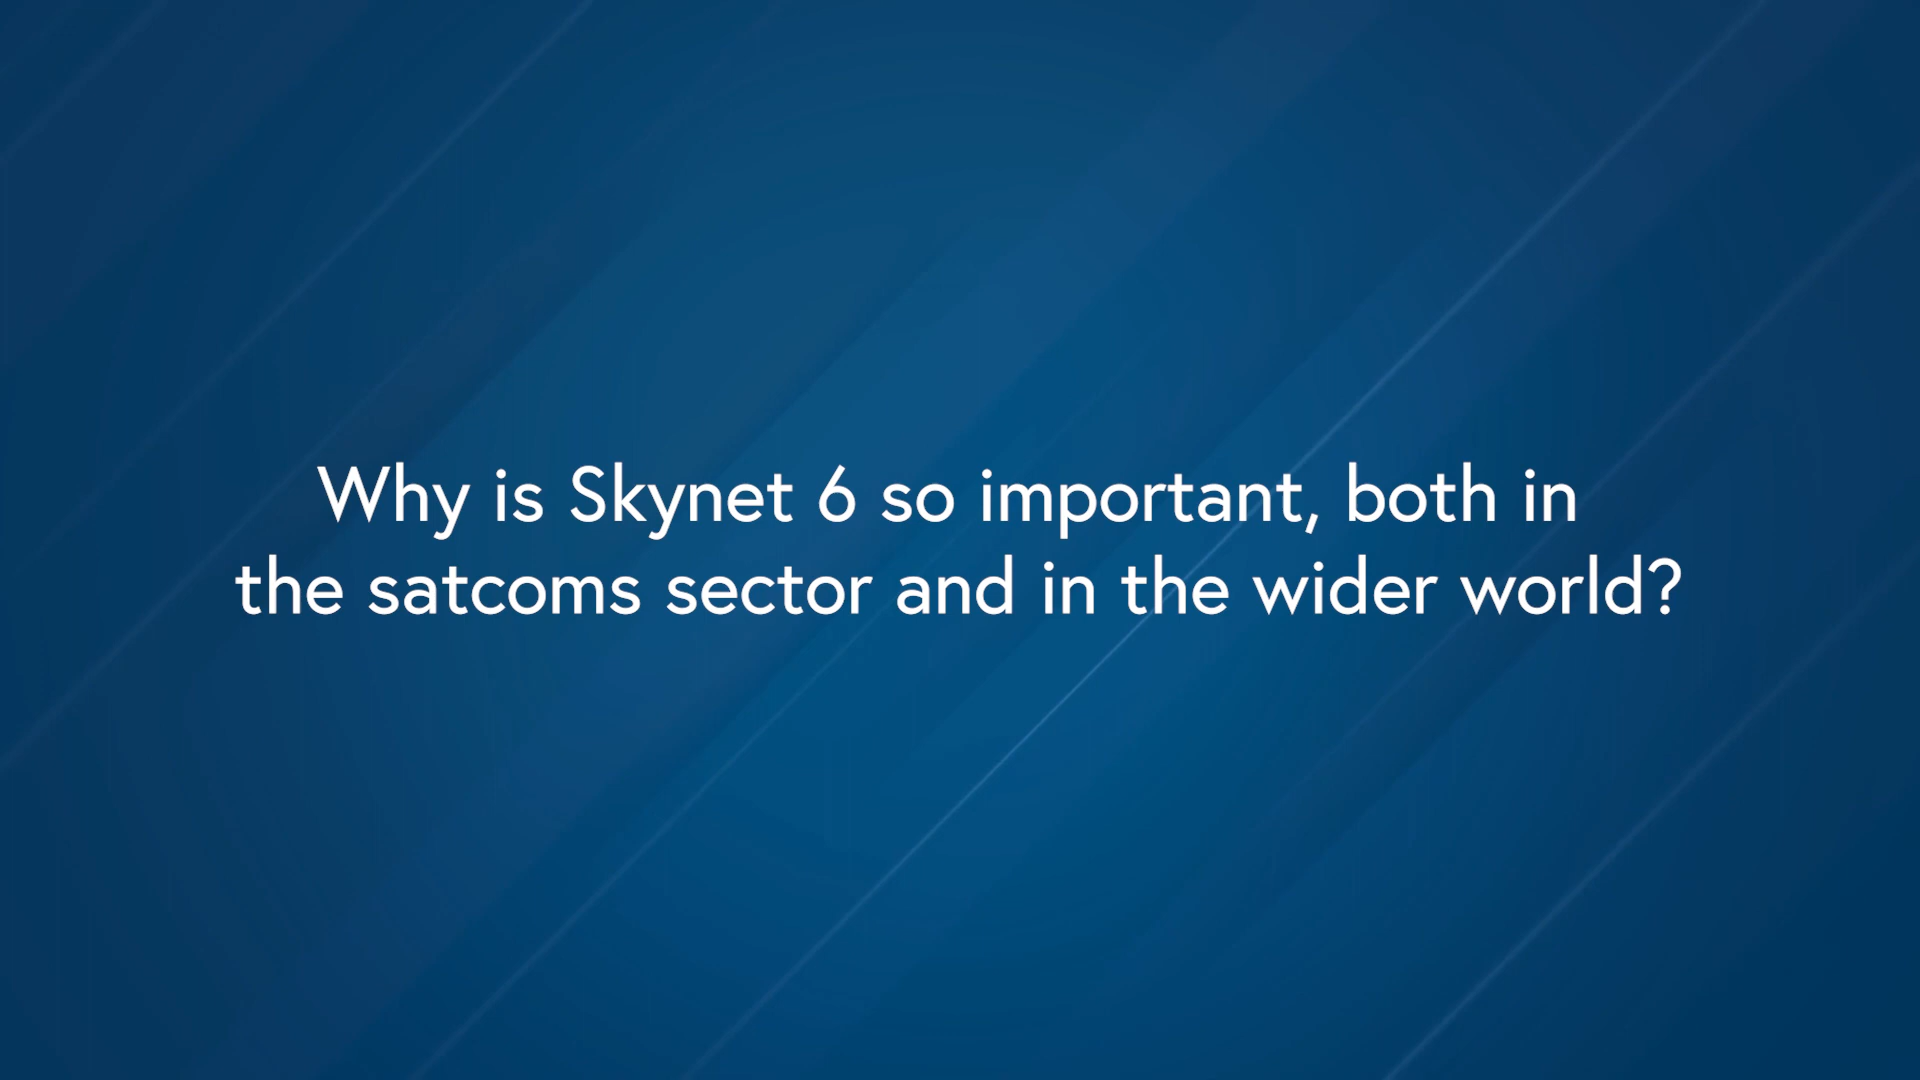 Why is Skynet 6 so important, both in
the satcoms sector and in the wider world?